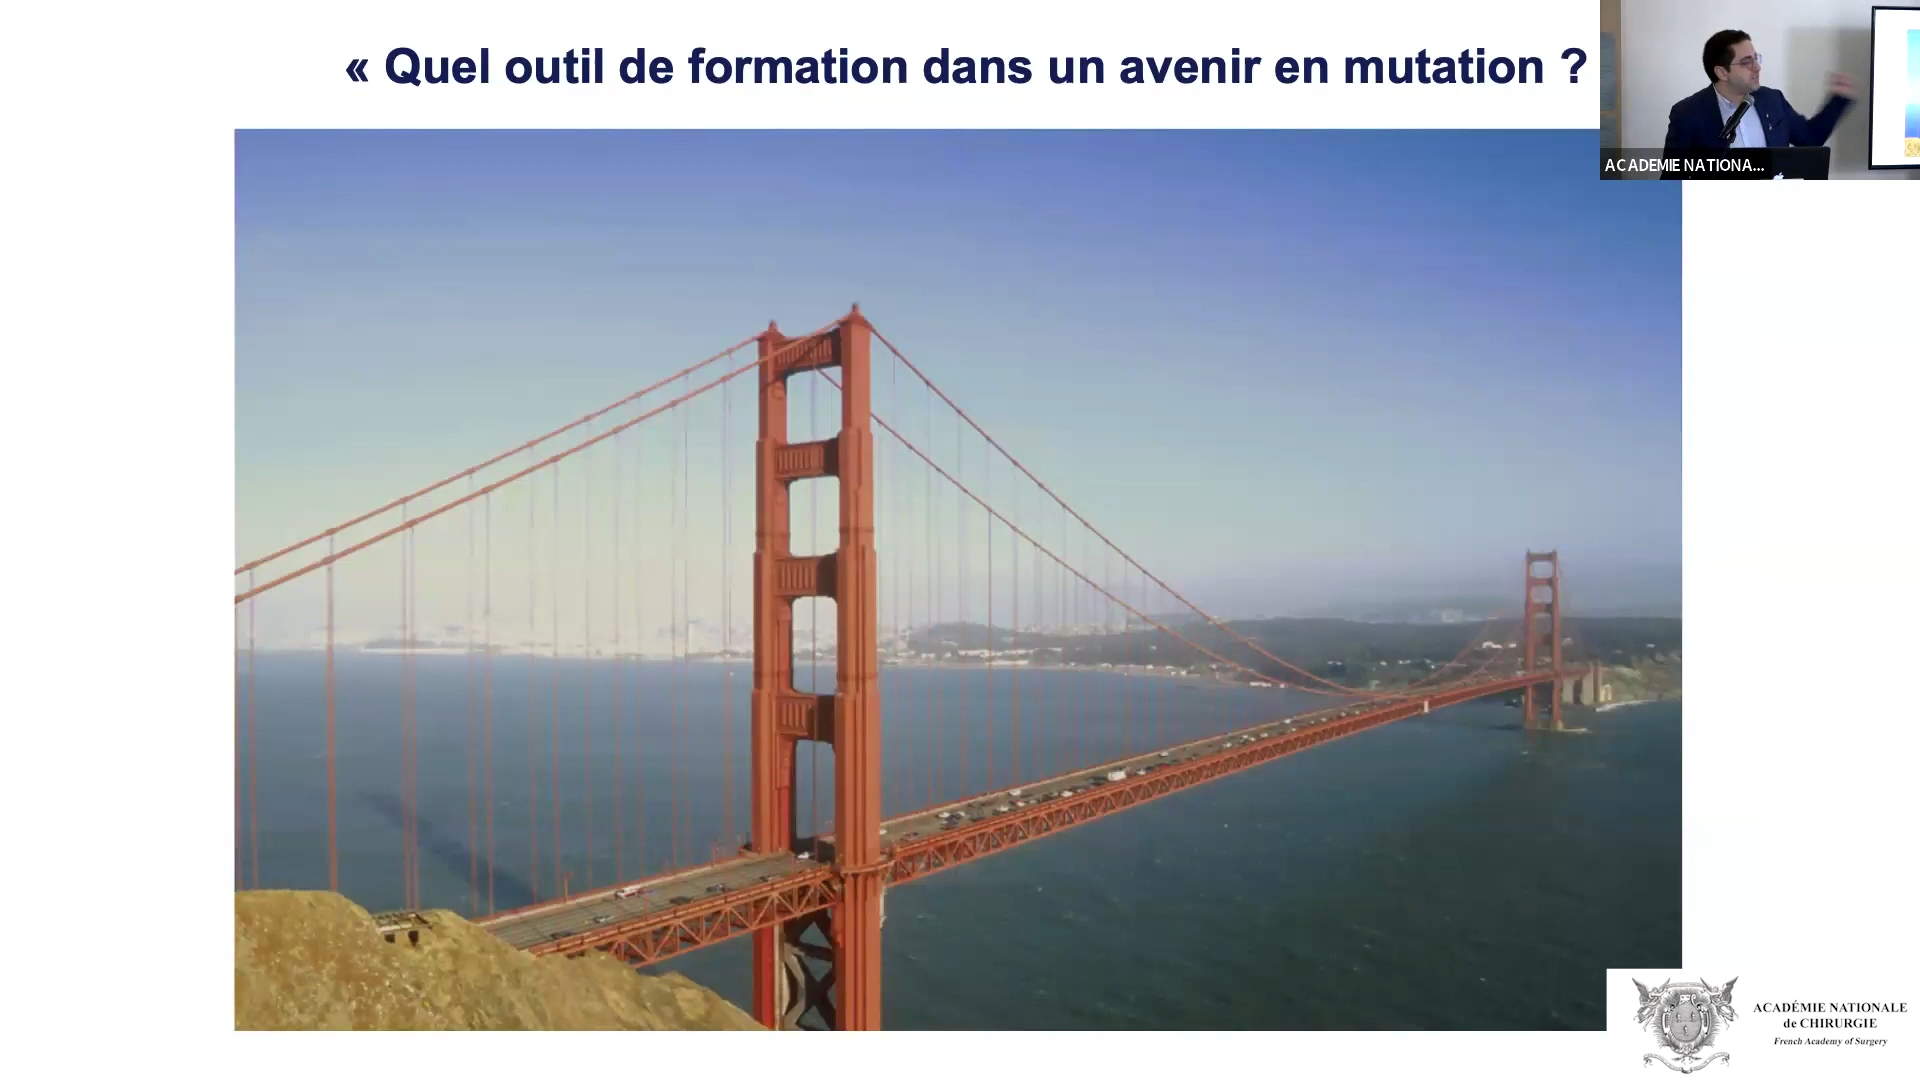 « Quel outil de formation dans un avenir en mutation ?
ACADEMIE NATIONA...
ACADÉMIE NATIONALE
de CHIRURGIE
French Academy of Surgery